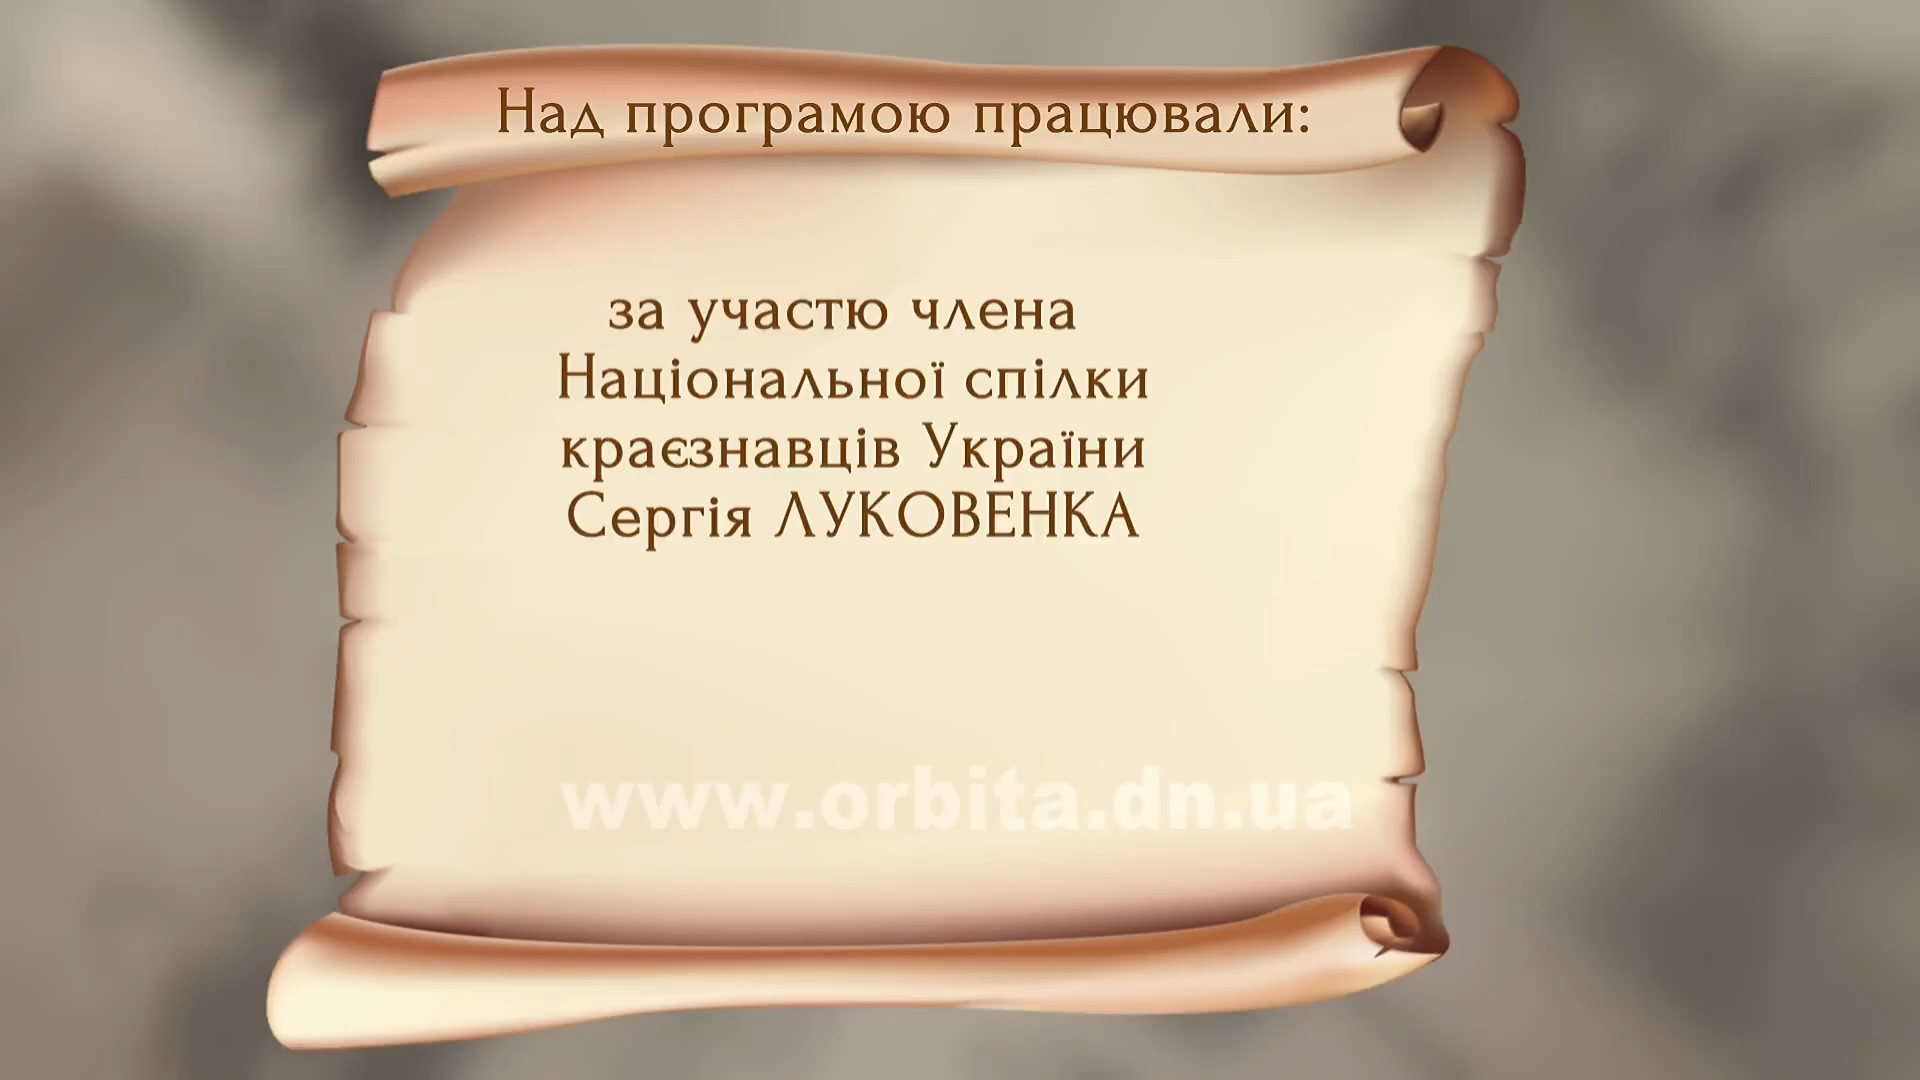 Над програмою працювали:
за участю члена
Національної спілки
краєзнавців України
Сергія ЛУКОВЕНКА
www.orbita.dn.ua